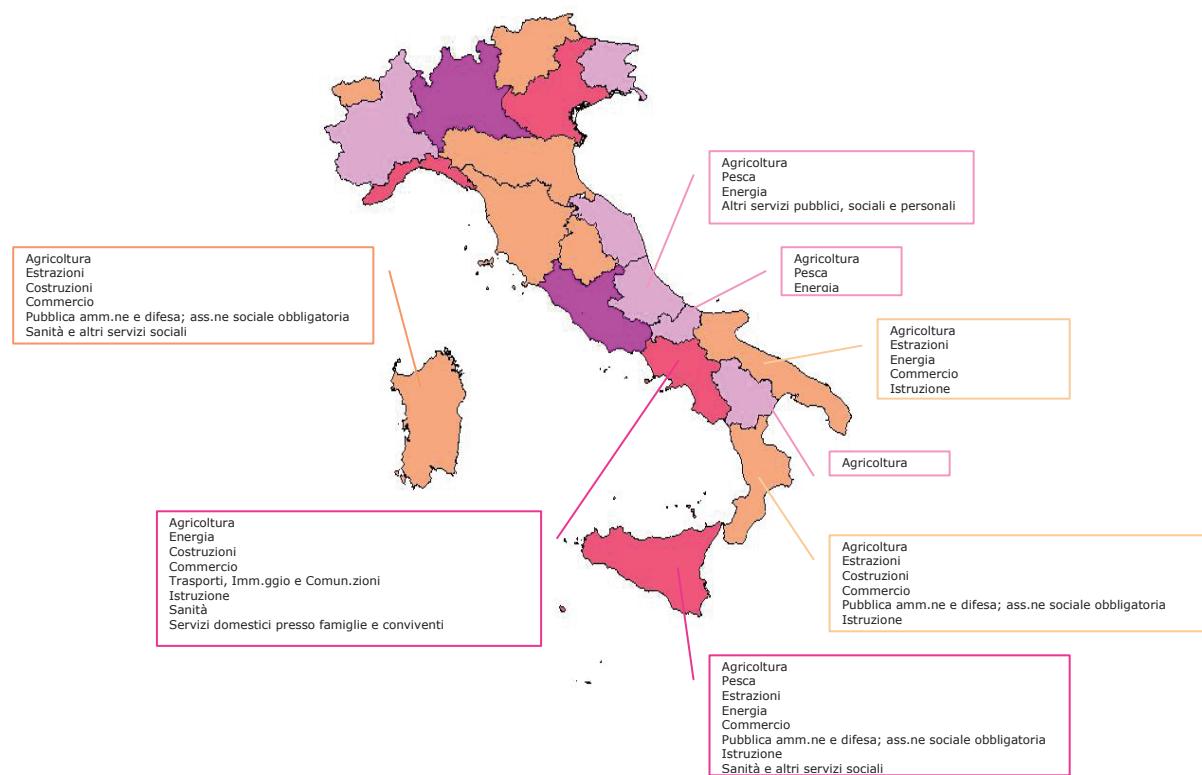 Agricoltura
Pesca
Energia
Altri servizi pubblici, sociali e personali
Agricoltura
Estrazioni
Costruzioni
Commercio
Pubblica amm.ne e difesa; ass.ne sociale obbligatoria
Sanità e altri servizi sociali
Agricoltura
Pesca
Energia
Agricoltura
Estrazioni
Energia
Commercio
Istruzione
Agricoltura
Agricoltura
Energia
Costruzioni
Commercio
Trasporti, Imm.ggio e Comun.zioni
Istruzione
Sanità
Servizi domestici presso famiglie e conviventi
Agricoltura
Estrazioni
Costruzioni
Commercio
Pubblica amm.ne e difesa; ass.ne sociale obbligatoria
Istruzione
Agricoltura
Pesca
Estrazioni
Energia
Commercio
Pubblica amm.ne e difesa; ass.ne sociale obbligatoria
Istruzione
Sanità e altri servizi sociali